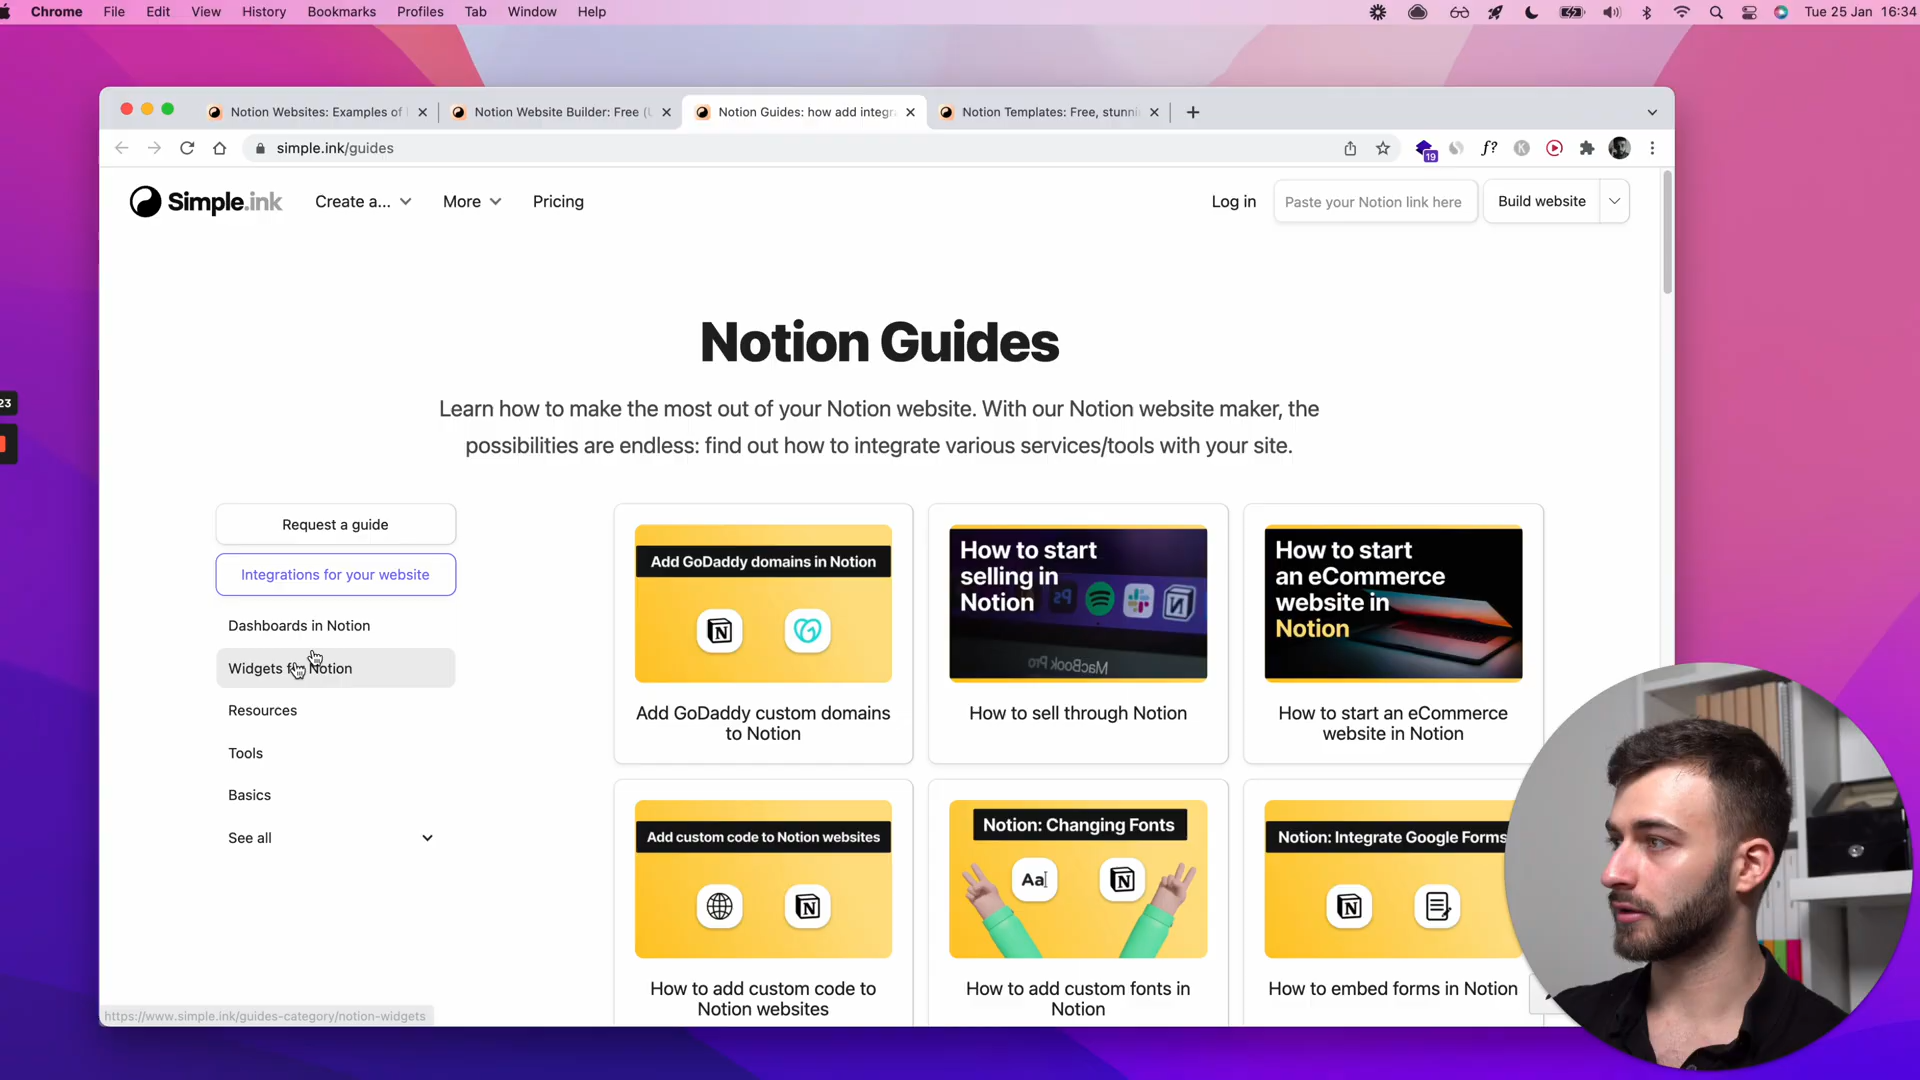 Chrome File Edit View History Bookmarks Profiles Tab Window Help Tue 25 Jan 16:34
Notion Websites: Examples of
Notion Website Builder: Free (U
Notion Guides: how add integr
Notion Templates: Free, stunni
simple.ink/guides
19
f?
K
Simple.ink Create a... More Pricing Log in Paste your Notion link here Build website
Notion Guides
Learn how to make the most out of your Notion website. With our Notion website maker, the
possibilities are endless: find out how to integrate various services/tools with your site.
23
Request a guide
Integrations for your website
Dashboards in Notion
Widgets for Notion
Resources
Tools
Basics
See all
Add GoDaddy domains in Notion
Add GoDaddy custom domains
to Notion
How to start
selling in
Notion
Ps
MacBook Pro
How to sell through Notion
How to start
an eCommerce
website in
Notion
How to start an eCommerce
website in Notion
Add custom code to Notion websites
How to add custom code to
Notion websites
Notion: Changing Fonts
Aa
How to add custom fonts in
Notion
Notion: Integrate Google Forms
How to embed forms in Notion
https://www.simple.ink/guides-category/notion-widgets